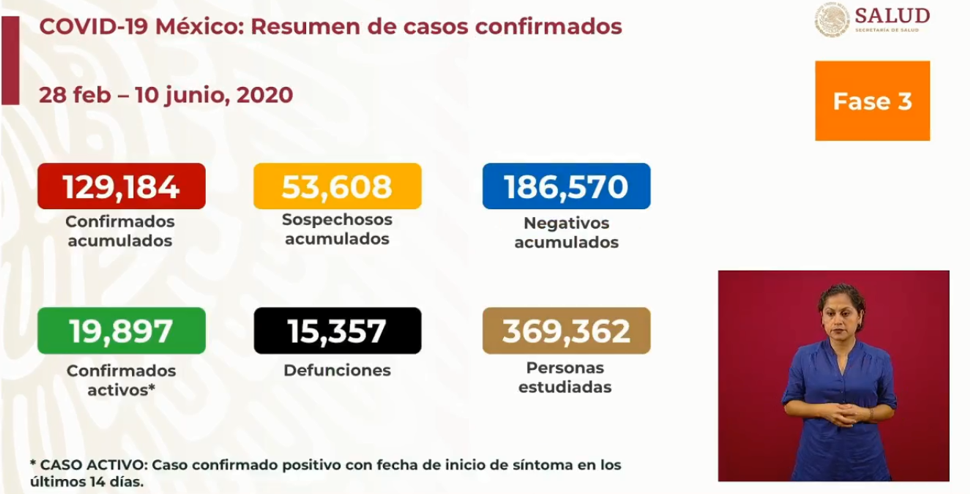 COVID-19 México: Resumen de casos confirmados
SALUD
SECRETARÍA DE SALUD
28 feb – 10 junio, 2020
Fase 3
129,184
Confirmados
acumulados
53,608
Sospechosos
acumulados
186,570
Negativos
acumulados
19,897
Confirmados
activos*
15,357
Defunciones
369,362
Personas
estudiadas
* CASO ACTIVO: Caso confirmado positivo con fecha de inicio de síntoma en los
últimos 14 días.